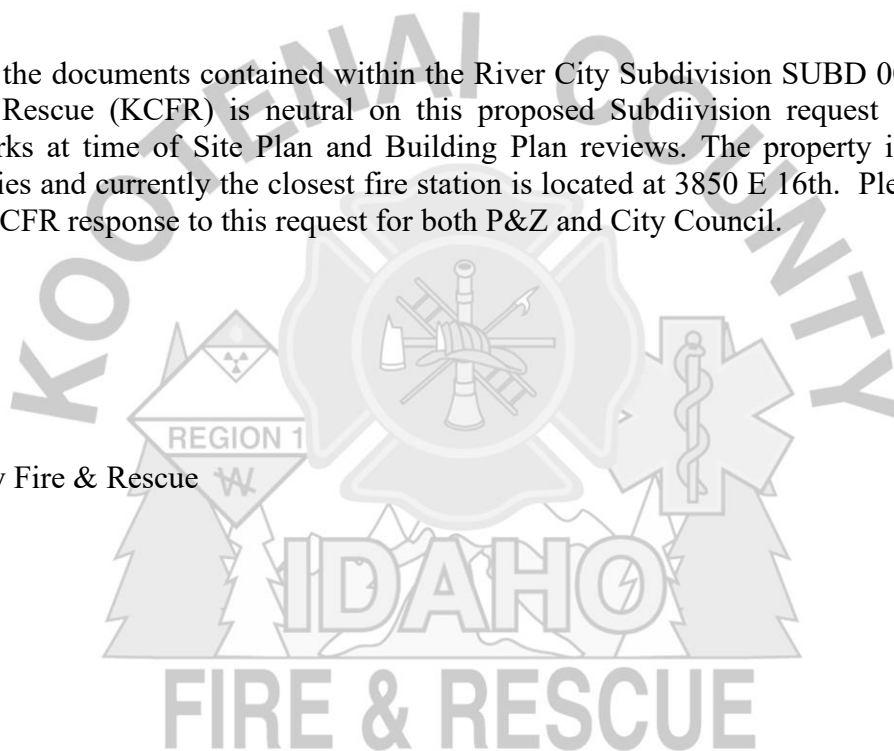 KOOTENAI COUNTY
the documents contained within the River City Subdivision SUBD
Rescue (KCFR) is neutral on this proposed Subdiivision request
rks at time of Site Plan and Building Plan reviews. The property i
ies and currently the closest fire station is located at 3850 E 16th. Ple
CFR response to this request for both P&Z and City Council.
REGION 1
W
y Fire & Rescue
IDAHO
FIRE & RESCUE